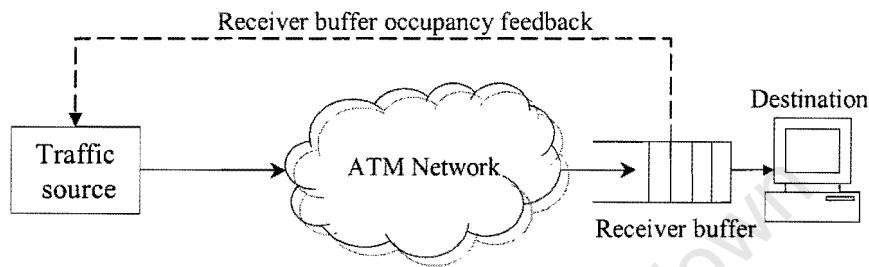 Receiver buffer occupancy feedback
Destination
Traffic
source
ATM Network
Receiver buffer